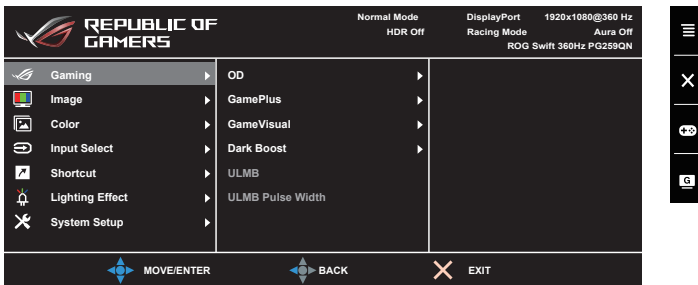 REPUBLIC OF
GAMERS
Normal Mode
HDR Off
DisplayPort 1920x1080@360 Hz
Racing Mode Aura Off
ROG Swift 360Hz PG259QN
Gaming
Image
Color
Input Select
Shortcut
Lighting Effect
System Setup
OD
GamePlus
GameVisual
Dark Boost
ULMB
ULMB Pulse Width
MOVE/ENTER
BACK
EXIT
G